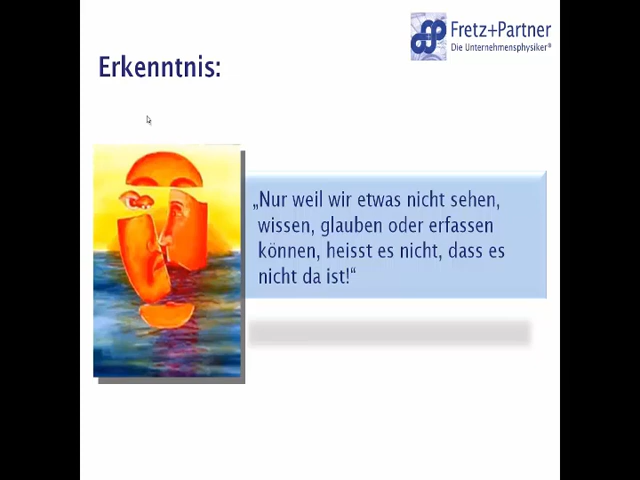 Fretz+Partner
Die Unternehmensphysiker®
Erkenntnis:
„Nur weil wir etwas nicht sehen,
wissen, glauben oder erfassen
können, heisst es nicht, dass es
nicht da ist!“